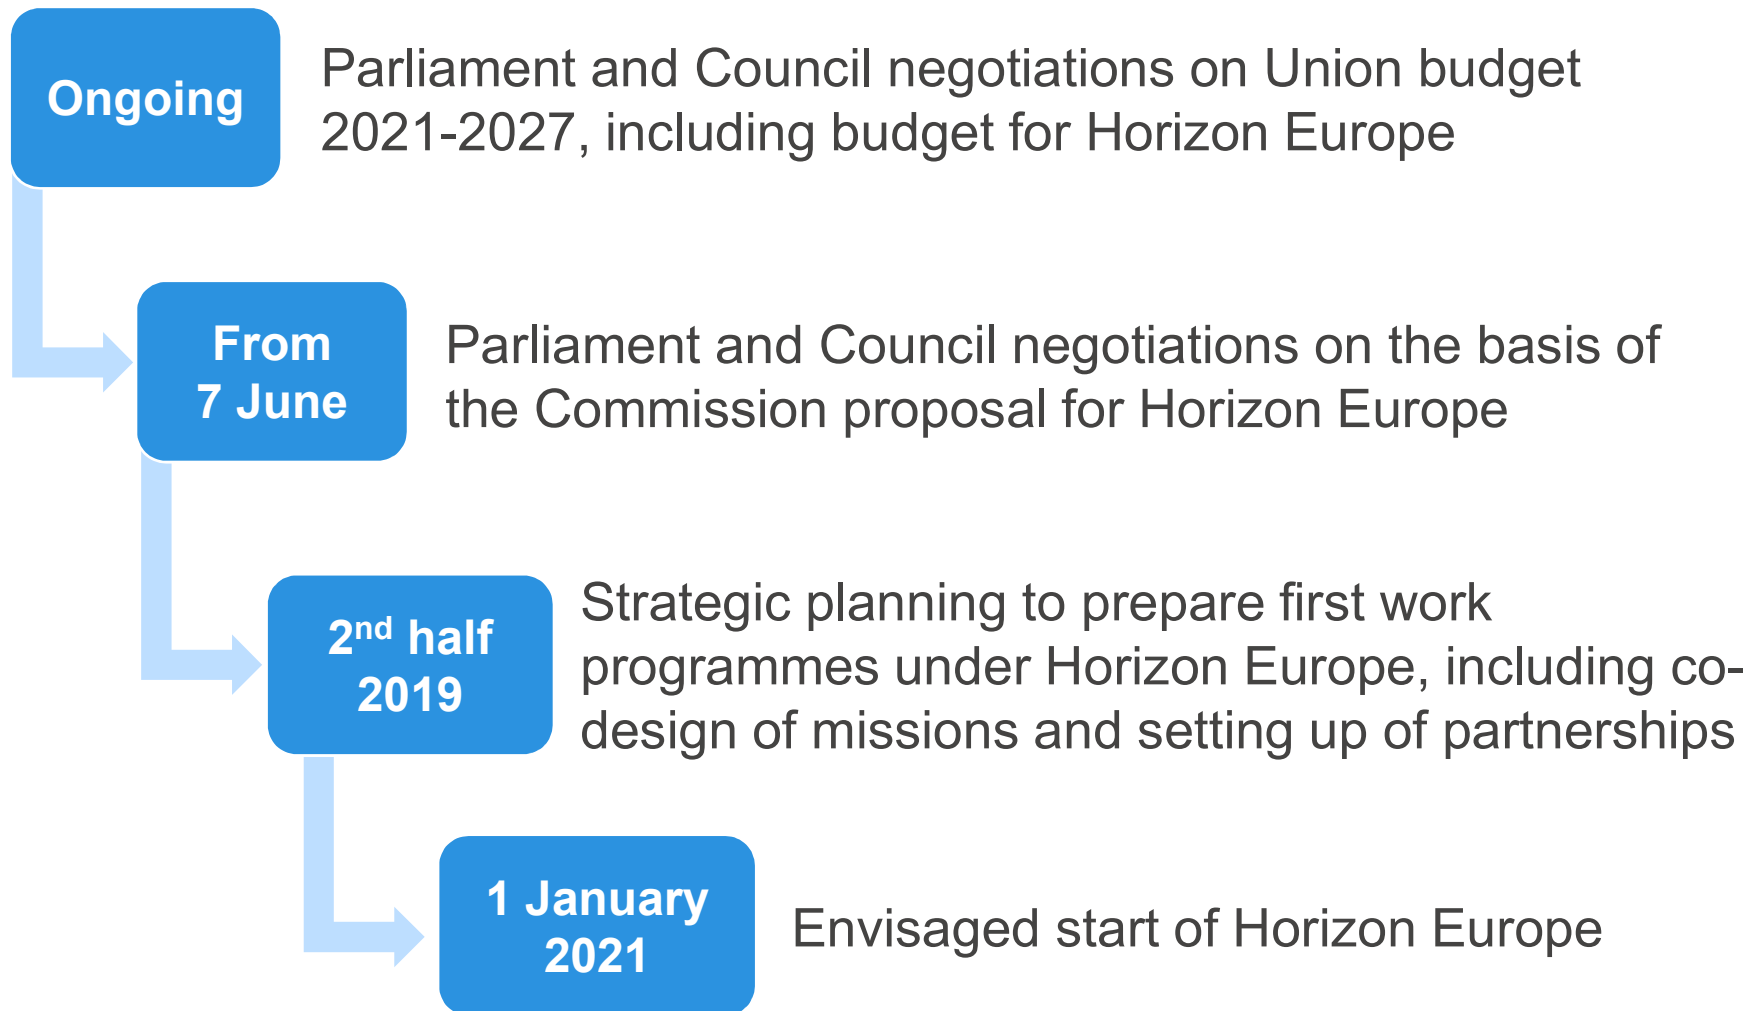 Ongoing
Parliament and Council negotiations on Union budget
2021-2027, including budget for Horizon Europe
From
7 June
Parliament and Council negotiations on the basis of
the Commission proposal for Horizon Europe
2nd half
2019
Strategic planning to prepare first work
programmes under Horizon Europe, including co-
design of missions and setting up of partnerships
1 January
2021
Envisaged start of Horizon Europe